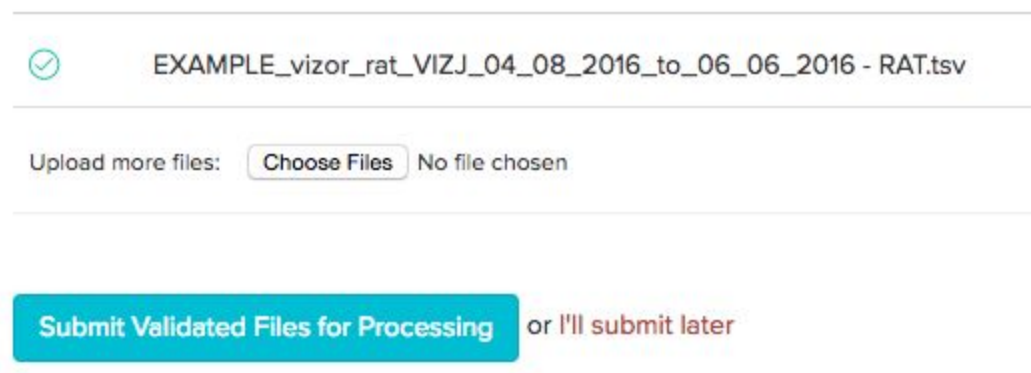 EXAMPLE_vizor_rat_VIZJ_04_08_2016_to_06_06_2016 - RAT.tsv
Upload more files: Choose Files No file chosen
Submit Validated Files for Processing or I'll submit later